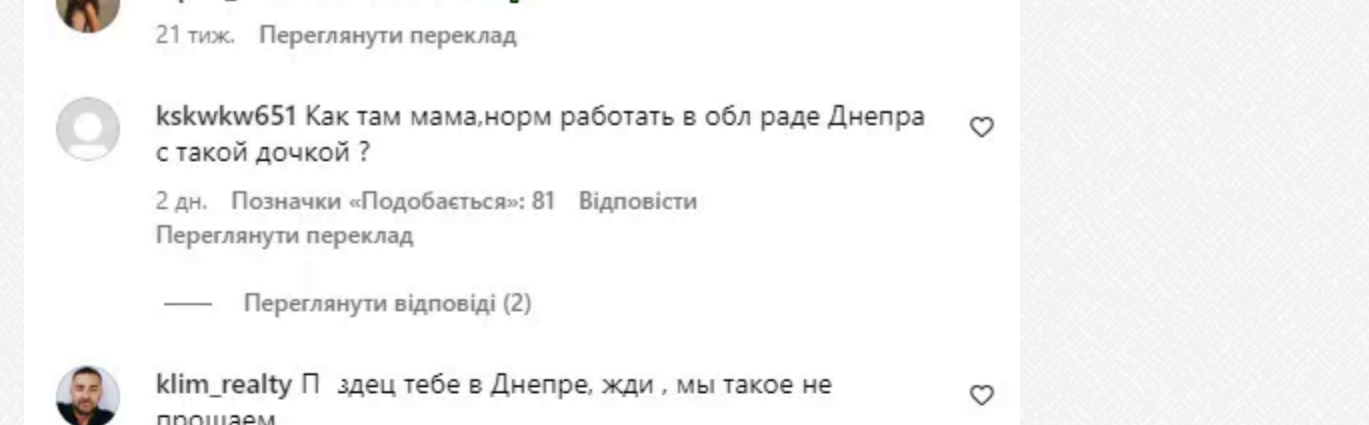 21 тиж. Переглянути переклад
kskwkw651 Как там мама,норм работать в обл раде Днепра
с такой дочкой ?
2 дн. Позначки «Подобається»: 81 Відповісти
Переглянути переклад
Переглянути відповіді (2)
klim_realty П здец тебе в Днепре, жди , мы такое не
прощаем